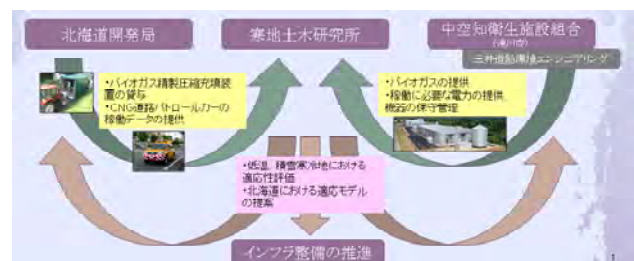 北海道開発局
寒地土木研究所
中空知衛生施設組合
三井造船環境エンジニアリング
・バイオガス精製圧縮充填装
置の貸与
・CNG道路パトロールカーの
稼働データの提供
・バイオガスの提供
・稼働に必要な電力の提供、
機器の保守管理
・低温、積雪寒冷地における
適応性評価
・北海道における適応モデル
の提案
インフラ整備の推進
1